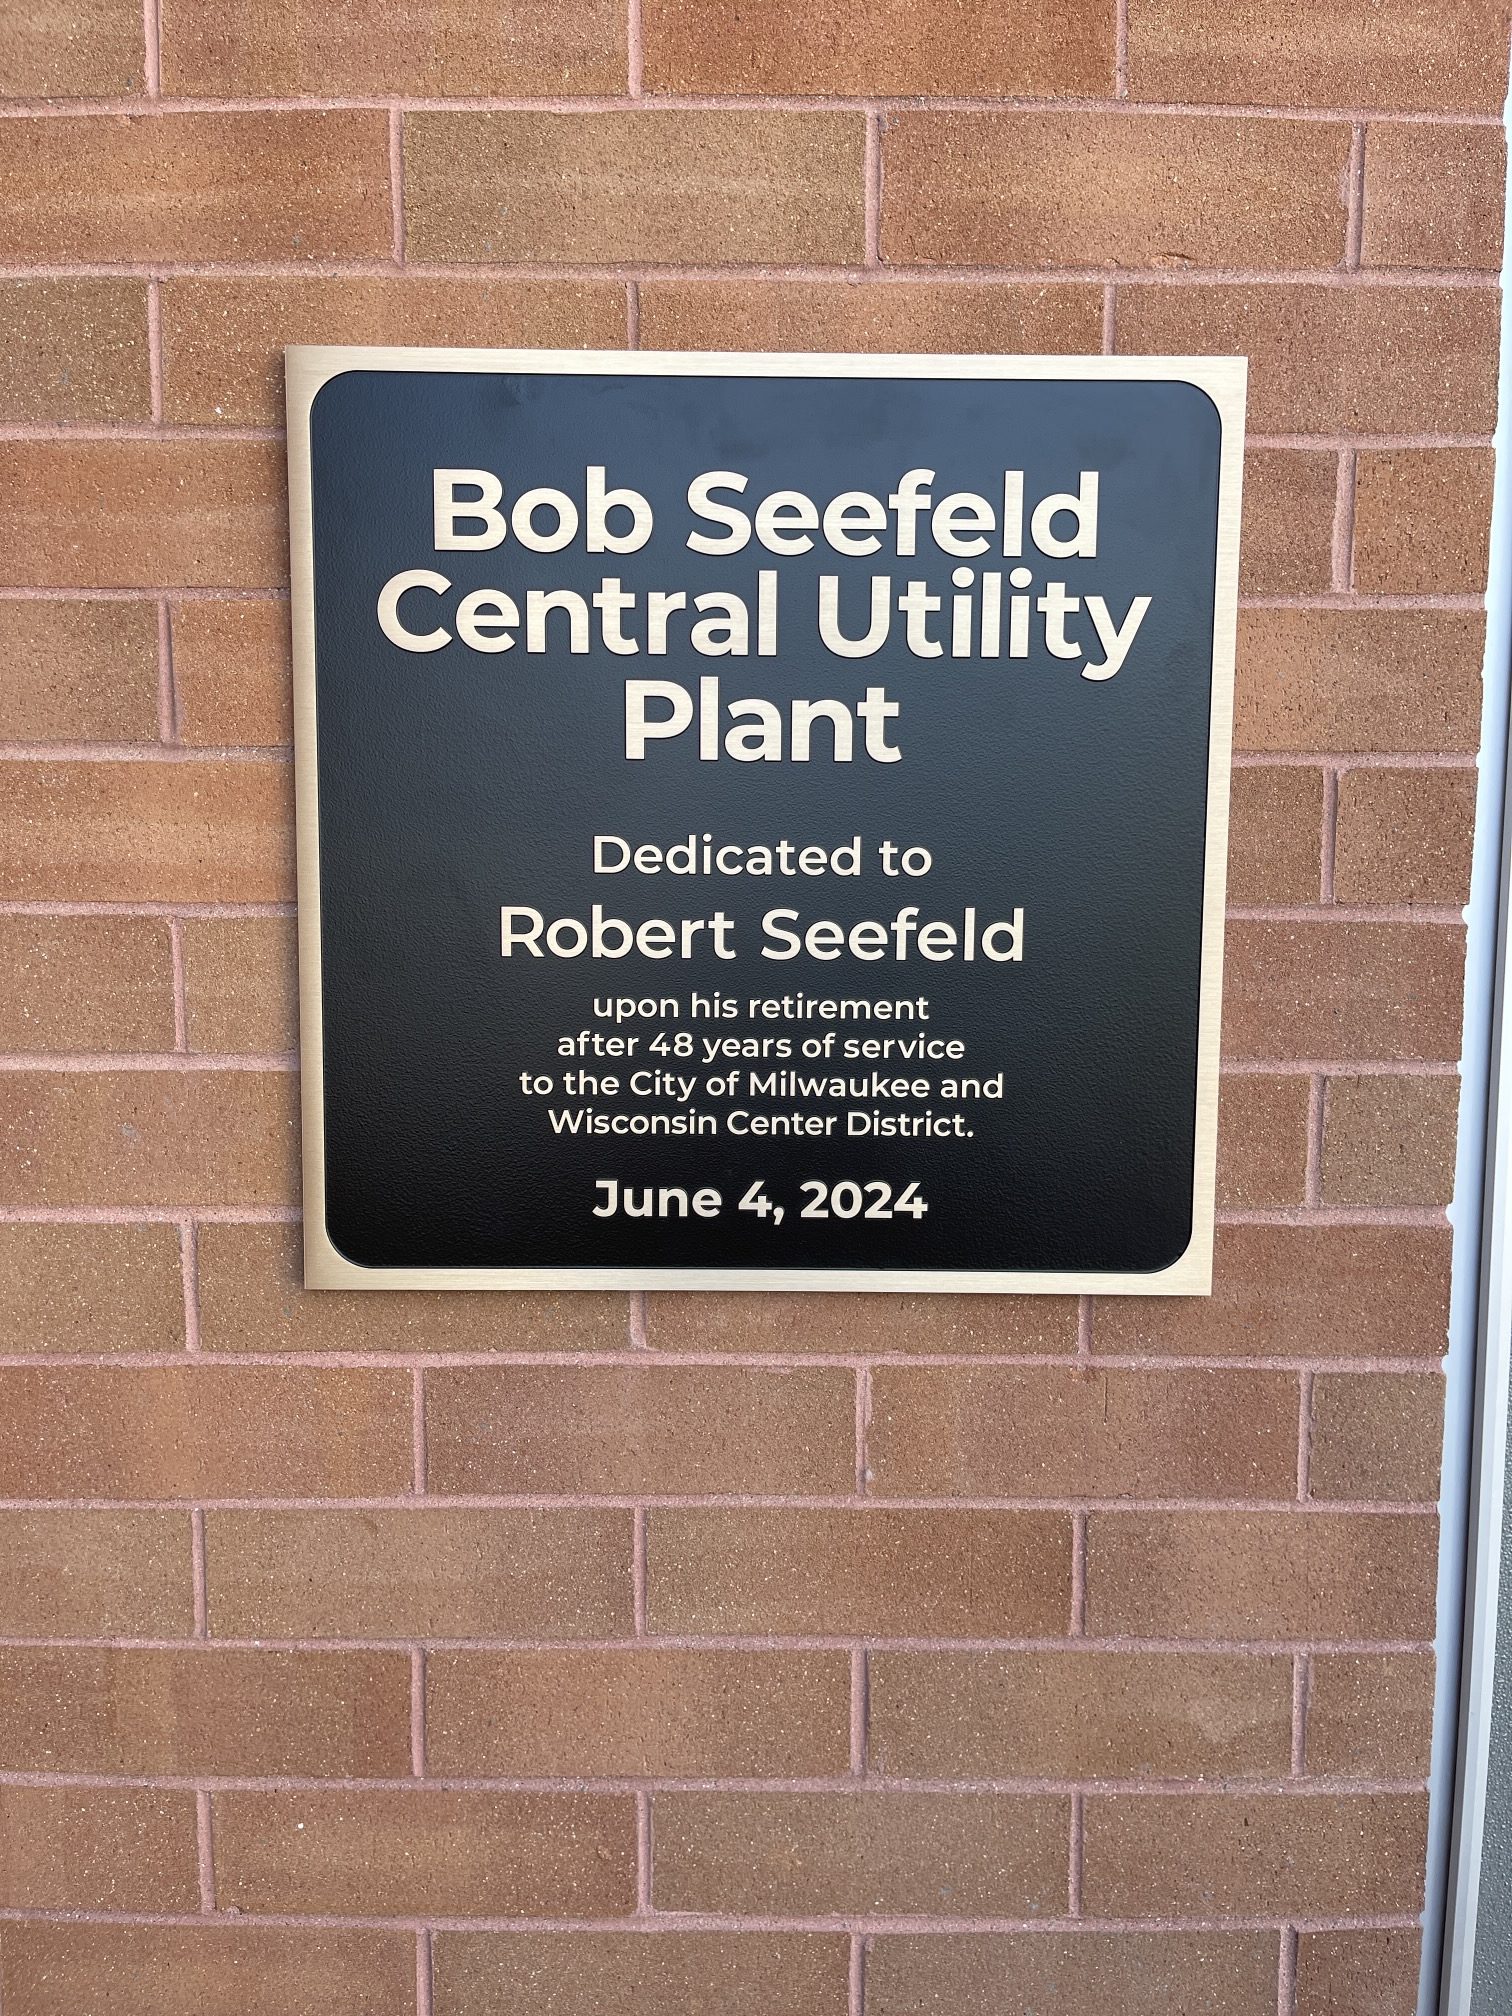 Bob Seefeld
Central Utility
Plant
Dedicated to
Robert Seefeld
upon his retirement
after 48 years of service
to the City of Milwaukee and
Wisconsin Center District.
June 4, 2024